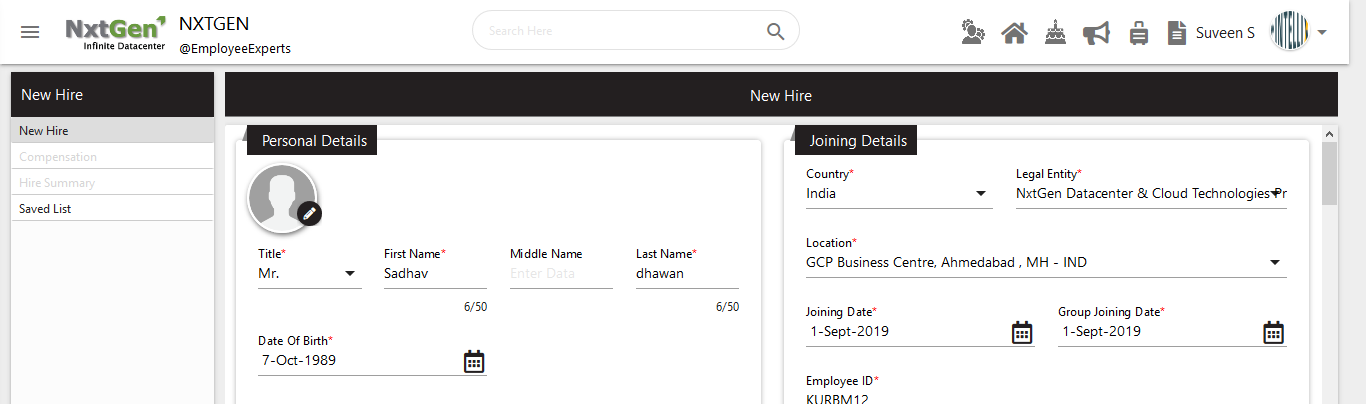 NxtGen
Infinite Datacenter
NXTGEN
@EmployeeExperts
Search Here
Suveen S
INTELLI
New Hire
New Hire
Compensation
Hire Summary
Saved List
New Hire
Personal Details
Title*
First Name*
Middle Name
Last Name*
Mr.
Sadhav
Enter Data
dhawan
6/50
6/50
Date Of Birth*
7-Oct-1989
Joining Details
Country*
Legal Entity*
India
NxtGen Datacenter & Cloud Technologies Pr
Location*
GCP Business Centre, Ahmedabad , MH - IND
Joining Date*
Group Joining Date*
1-Sept-2019
1-Sept-2019
Employee ID*
KURBM12